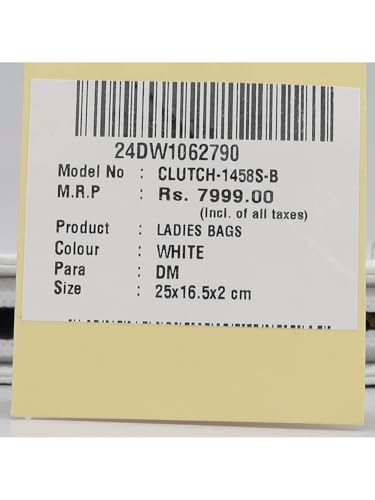 24DW1062790
Model No : CLUTCH-1458S-B
M.R.P : Rs. 7999.00
(Incl. of all taxes)
Product : LADIES BAGS
Colour : WHITE
Para : DM
Size : 25x16.5x2 cm